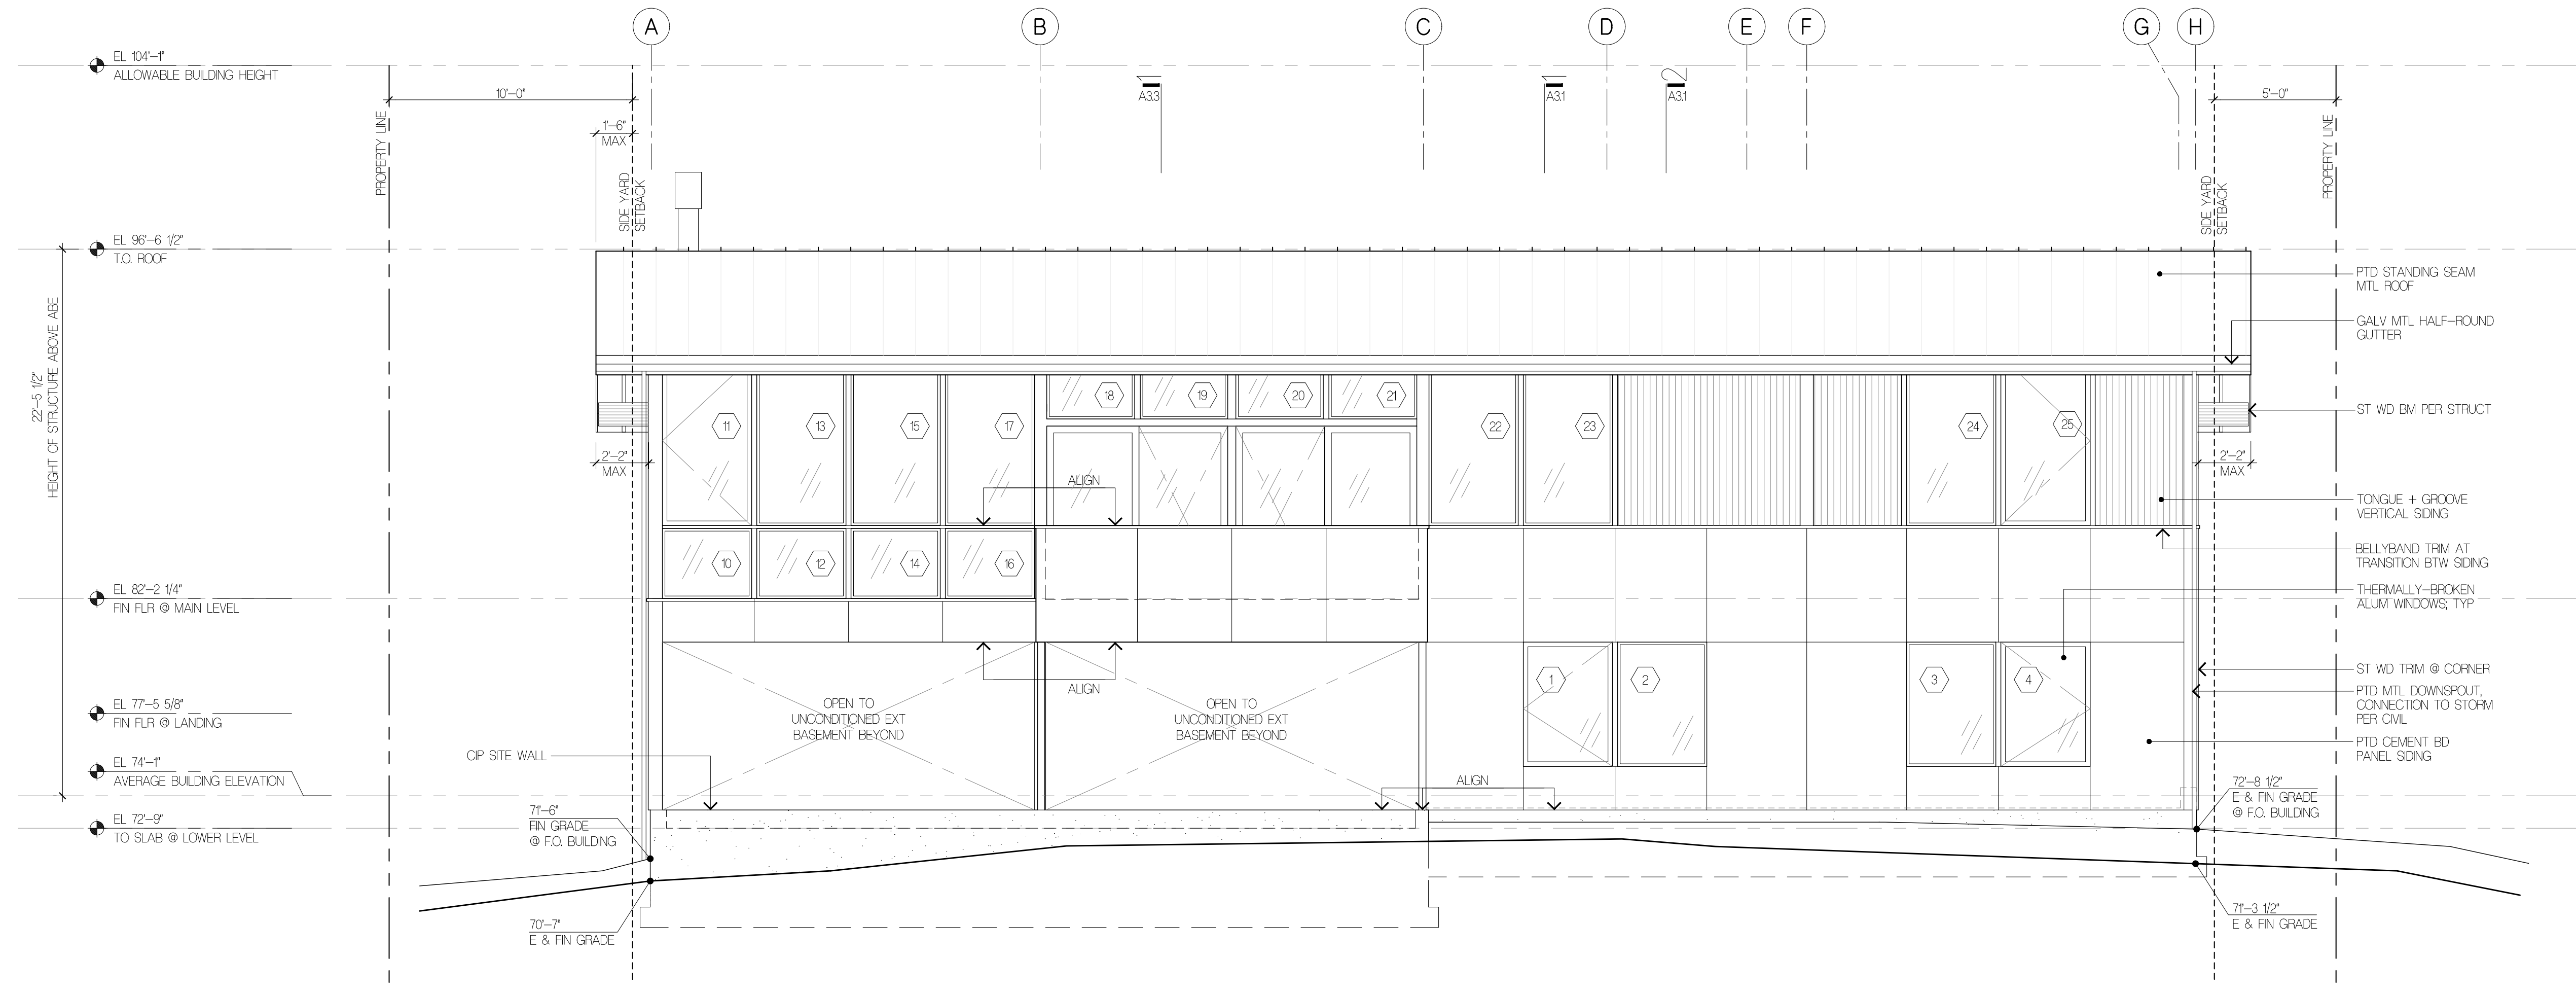 A
B
C
D
E
F
G
H
EL 104'-1"
ALLOWABLE BUILDING HEIGHT
10'-0"
5'-0"
1
A3.3
1
A3.1
2
A3.1
1'-6"
MAX
PROPERTY LINE
PROPERTY LINE
SIDE YARD
SETBACK
SIDE YARD
SETBACK
EL 96'-6 1/2"
T.O. ROOF
PTD STANDING SEAM
MTL ROOF
GALV MTL HALF-ROUND
GUTTER
22'-5 1/2"
HEIGHT OF STRUCTURE ABOVE ABE
18
19
20
21
11
13
15
17
22
23
24
25
ST WD BM PER STRUCT
2'-2"
MAX
2'-2"
MAX
ALIGN
TONGUE + GROOVE
VERTICAL SIDING
10
12
14
16
BELLYBAND TRIM AT
TRANSITION BTW SIDING
EL 82'-2 1/4"
FIN FLR @ MAIN LEVEL
THERMALLY-BROKEN
ALUM WINDOWS; TYP
ALIGN
1
2
3
4
ST WD TRIM @ CORNER
EL 77'-5 5/8"
FIN FLR @ LANDING
OPEN TO
UNCONDITIONED EXT
BASEMENT BEYOND
OPEN TO
UNCONDITIONED EXT
BASEMENT BEYOND
PTD MTL DOWNSPOUT,
CONNECTION TO STORM
PER CIVIL
CIP SITE WALL
PTD CEMENT BD
PANEL SIDING
EL 74'-1"
AVERAGE BUILDING ELEVATION
ALIGN
EL 72'-9"
TO SLAB @ LOWER LEVEL
71'-6"
FIN GRADE
@ F.O. BUILDING
72'-8 1/2"
E & FIN GRADE
@ F.O. BUILDING
70'-7"
E & FIN GRADE
71'-3 1/2"
E & FIN GRADE